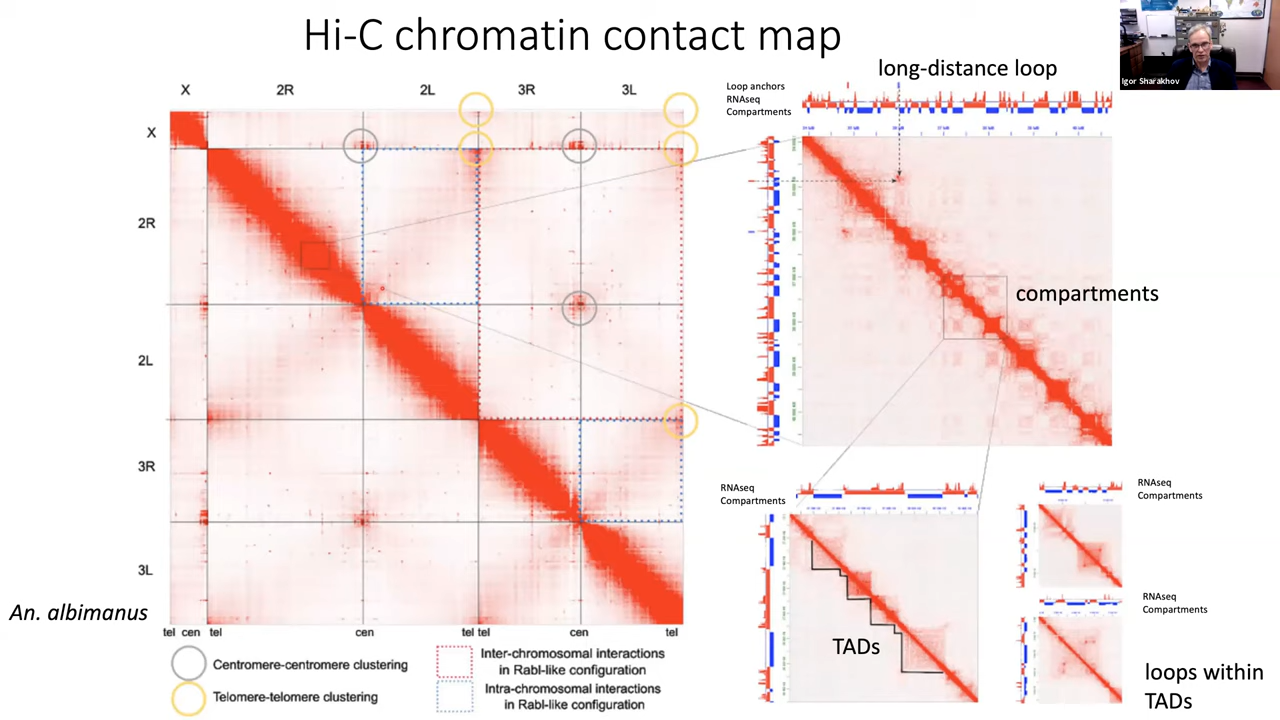 Hi-C chromatin contact map
Igor Sharakhov
X 2R 2L 3R 3L
X
2R
2L
3R
3L
An. albimanus
tel cen tel cen tel tel cen tel
Centromere-centromere clustering
Telomere-telomere clustering
Inter-chromosomal interactions
in Rabl-like configuration
Intra-chromosomal interactions
in Rabl-like configuration
long-distance loop
Loop anchors
RNAseq
Compartments
compartments
RNAseq
Compartments
TADs
RNAseq
Compartments
RNAseq
Compartments
loops within
TADs